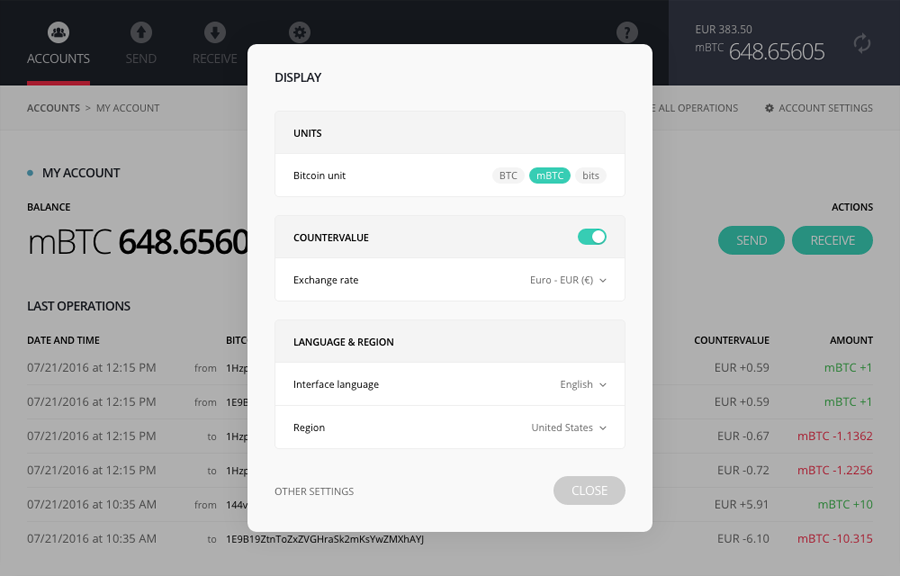 EUR 383.50
ACCOUNTS SEND RECEIVE ? mBTC 648.65605
ACCOUNTS > MY ACCOUNT ALL OPERATIONS ACCOUNT SETTINGS
MY ACCOUNT
BALANCE ACTIONS
mBTC 648.6560 SEND RECEIVE
LAST OPERATIONS
DATE AND TIME COUNTERVALUE AMOUNT
07/21/2016 at 12:15 PM from 1Hzp EUR +0.59 mBTC +1
07/21/2016 at 12:15 PM from 1E9B EUR +0.59 mBTC +1
07/21/2016 at 12:15 PM to 1Hzp EUR -0.67 mBTC -1.1362
07/21/2016 at 12:15 PM to 1Hzp EUR -0.72 mBTC -1.2256
07/21/2016 at 10:35 AM from 144v EUR +5.91 mBTC +10
07/21/2016 at 10:35 AM to 1E9B19ZtnToZxZVGHraSk2mKsYwZMXhAYJ EUR -6.10 mBTC -10.315
DISPLAY
UNITS
Bitcoin unit BTC mBTC bits
COUNTERVALUE
Exchange rate Euro - EUR (€)
LANGUAGE & REGION
Interface language English
Region United States
OTHER SETTINGS CLOSE